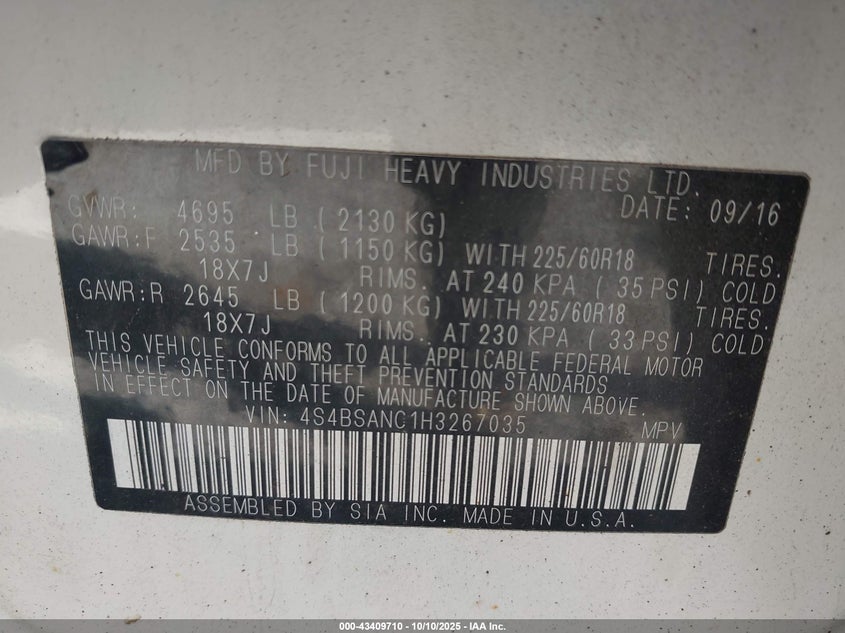 MFD BY FUJI HEAVY INDUSTRIES LTD.
DATE: 09/16
GVWR: 4695 LB ( 2130 KG)
GAWR:F 2535 LB ( 1150 KG) WITH 225/60R18 TIRES.
18X7J RIMS. AT 240 KPA ( 35 PSI) COLD
GAWR:R 2645 LB ( 1200 KG) WITH 225/60R18 TIRES.
18X7J RIMS. AT 230 KPA ( 33 PSI) COLD
THIS VEHICLE CONFORMS TO ALL APPLICABLE FEDERAL MOTOR
VEHICLE SAFETY AND THEFT PREVENTION STANDARDS
IN EFFECT ON THE DATE OF MANUFACTURE SHOWN ABOVE.
VIN: 4S4BSANC1H3267035 MPV
ASSEMBLED BY SIA INC. MADE IN U.S.A.
000-43409710 - 10/10/2025 - IAA Inc.